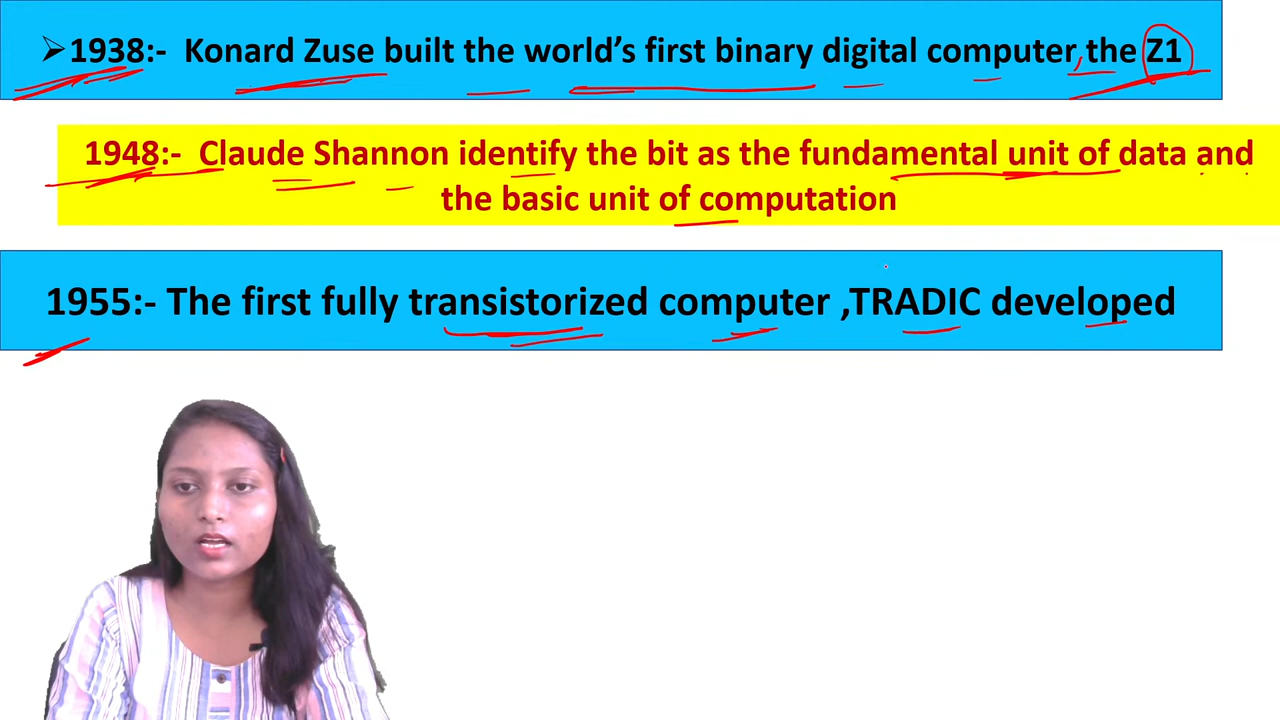 ➢1938:- Konard Zuse built the world’s first binary digital computer,the Z1
1948:- Claude Shannon identify the bit as the fundamental unit of data and
the basic unit of computation
1955:- The first fully transistorized computer ,TRADIC developed